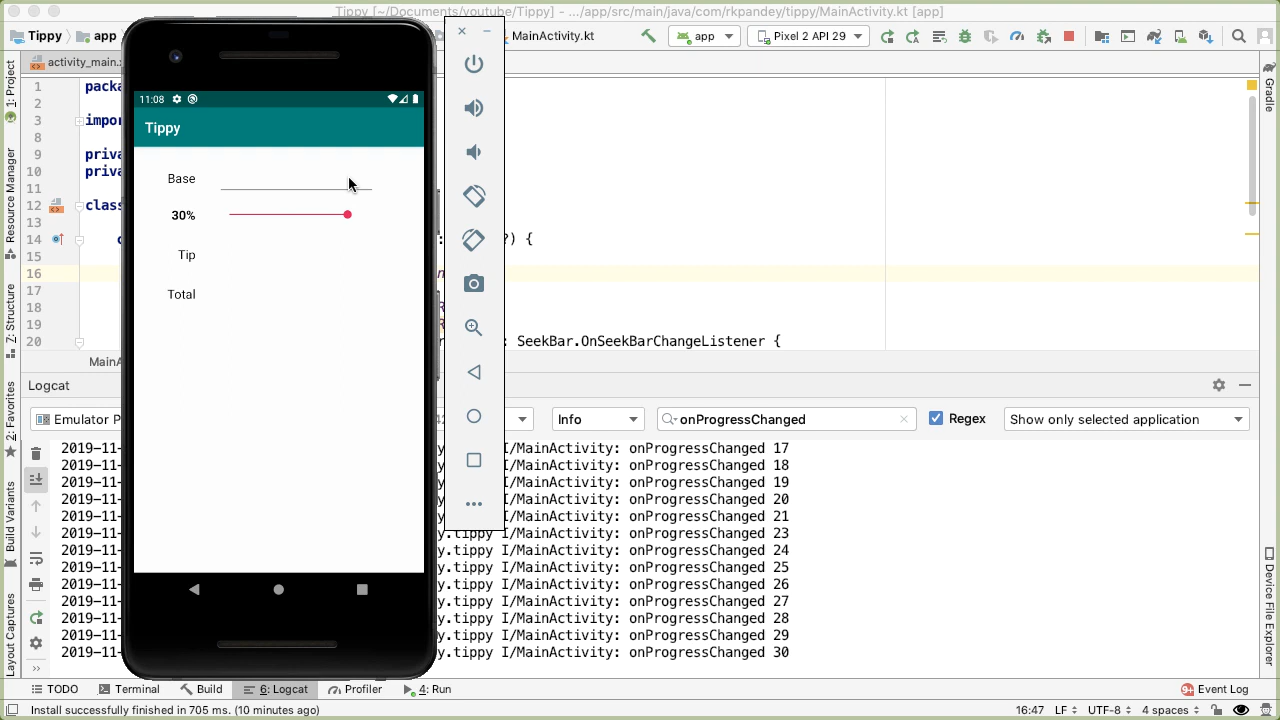 Tippy [~/Documents/youtube/Tippy] - .../app/src/main/java/com/rkpandey/tippy/MainActivity.kt [app]
Tippy
app
MainActivity.kt
app
Pixel 2 API 29
activity_main.
1: Project
Resource Manager
Z: Structure
2: Favorites
Build Variants
Layout Captures
Gradle
Device File Explorer
1
2
3
8
9
10
11
12
13
14
15
16
17
18
19
20
packa
impor
priva
priva
class
?) {
: SeekBar.OnSeekBarChangeListener {
11:08
Tippy
Base
30%
Tip
Total
MainA
Logcat
Emulator P
Info
onProgressChanged
Regex
Show only selected application
2019-11- I/MainActivity: onProgressChanged 17
2019-11- I/MainActivity: onProgressChanged 18
2019-11- I/MainActivity: onProgressChanged 19
2019-11- I/MainActivity: onProgressChanged 20
2019-11- I/MainActivity: onProgressChanged 21
2019-11- y.tippy I/MainActivity: onProgressChanged 23
2019-11- y.tippy I/MainActivity: onProgressChanged 24
2019-11- y.tippy I/MainActivity: onProgressChanged 25
2019-11- y.tippy I/MainActivity: onProgressChanged 26
2019-11- y.tippy I/MainActivity: onProgressChanged 27
2019-11- y.tippy I/MainActivity: onProgressChanged 28
2019-11- y.tippy I/MainActivity: onProgressChanged 29
2019-11- y.tippy I/MainActivity: onProgressChanged 30
TODO
Terminal
Build
6: Logcat
Profiler
4: Run
Event Log
Install successfully finished in 705 ms. (10 minutes ago)
16:47
LF
UTF-8
4 spaces